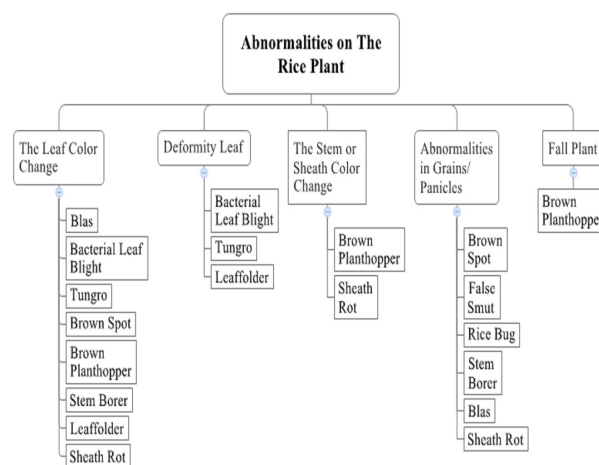 Abnormalities on The
Rice Plant
The Leaf Color
Change
Blas
Bacterial Leaf
Blight
Tungro
Brown Spot
Brown
Planthopper
Stem Borer
Leaffolder
Sheath Rot
Deformity Leaf
Bacterial
Leaf Blight
Tungro
Leaffolder
The Stem or
Sheath Color
Change
Brown
Planthopper
Sheath
Rot
Abnormalities
in Grains/
Panicles
Brown
Spot
False
Smut
Rice Bug
Stem
Borer
Blas
Sheath Rot
Fall Plant
Brown
Planthoppe